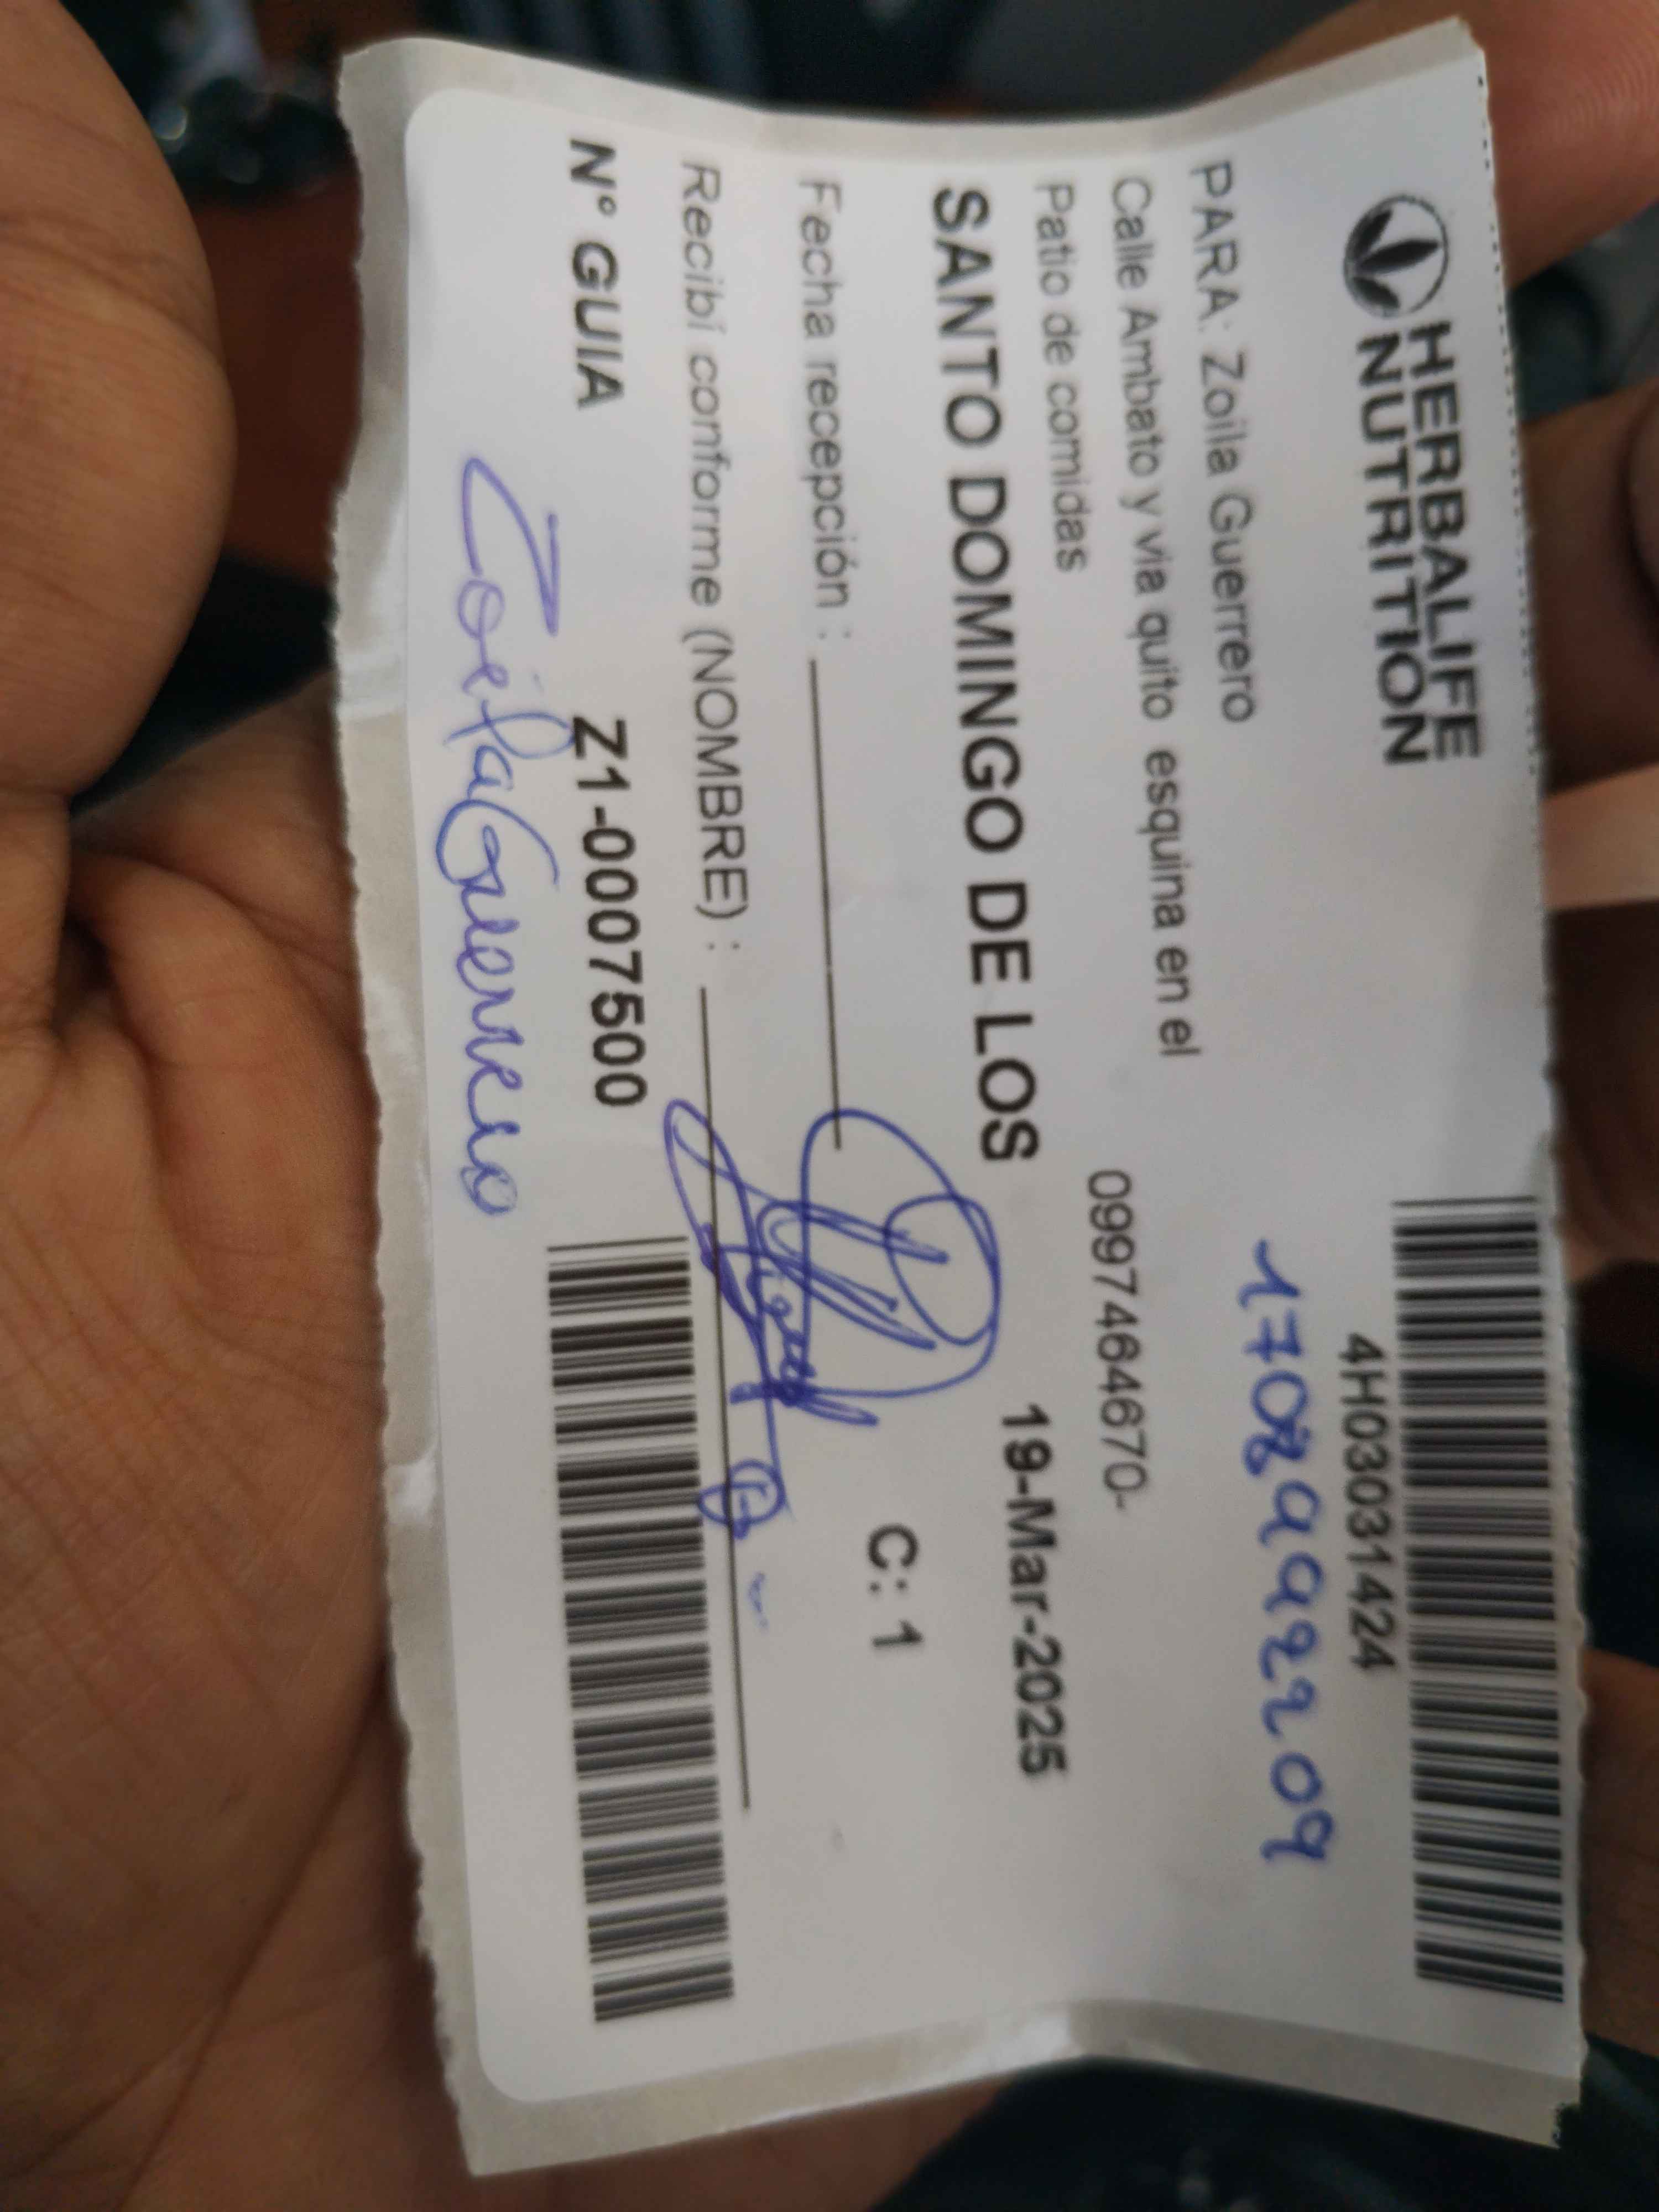 HERBALIFE
NUTRITION
4H03031424
PARA: Zoila Guerrero
Calle Ambato y via quito esquina en el
Patio de comidas
0997464670-
SANTO DOMINGO DE LOS
19-Mar-2025
Fecha recepción :
C: 1
Recibí conforme (NOMBRE) :
N° GUIA
Z1-0007500
Zoila Guerrero